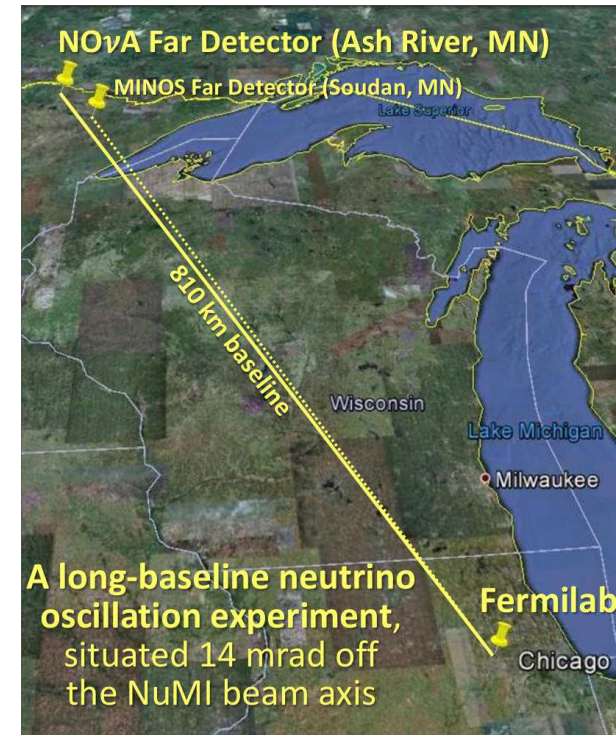 NOνA Far Detector (Ash River, MN)
MINOS Far Detector (Soudan, MN)
Lake Superior
810 km baseline
Wisconsin
Lake Michigan
Milwaukee
A long-baseline neutrino
oscillation experiment,
situated 14 mrad off
the NuMI beam axis
Fermilab
Chicago